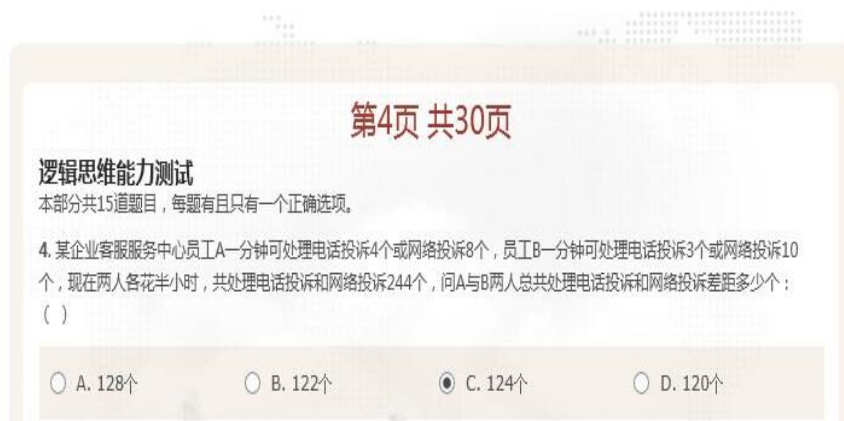 第4页 共30页
逻辑思维能力测试
本部分共15道题目，每题有且只有一个正确选项。
4. 某企业客服服务中心员工A一分钟可处理电话投诉4个或网络投诉8个，员工B一分钟可处理电话投诉3个或网络投诉10
个，现在两人各花半小时，共处理电话投诉和网络投诉244个，问A与B两人总共处理电话投诉和网络投诉差距多少个：
（ ）
A. 128个 B. 122个 C. 124个 D. 120个